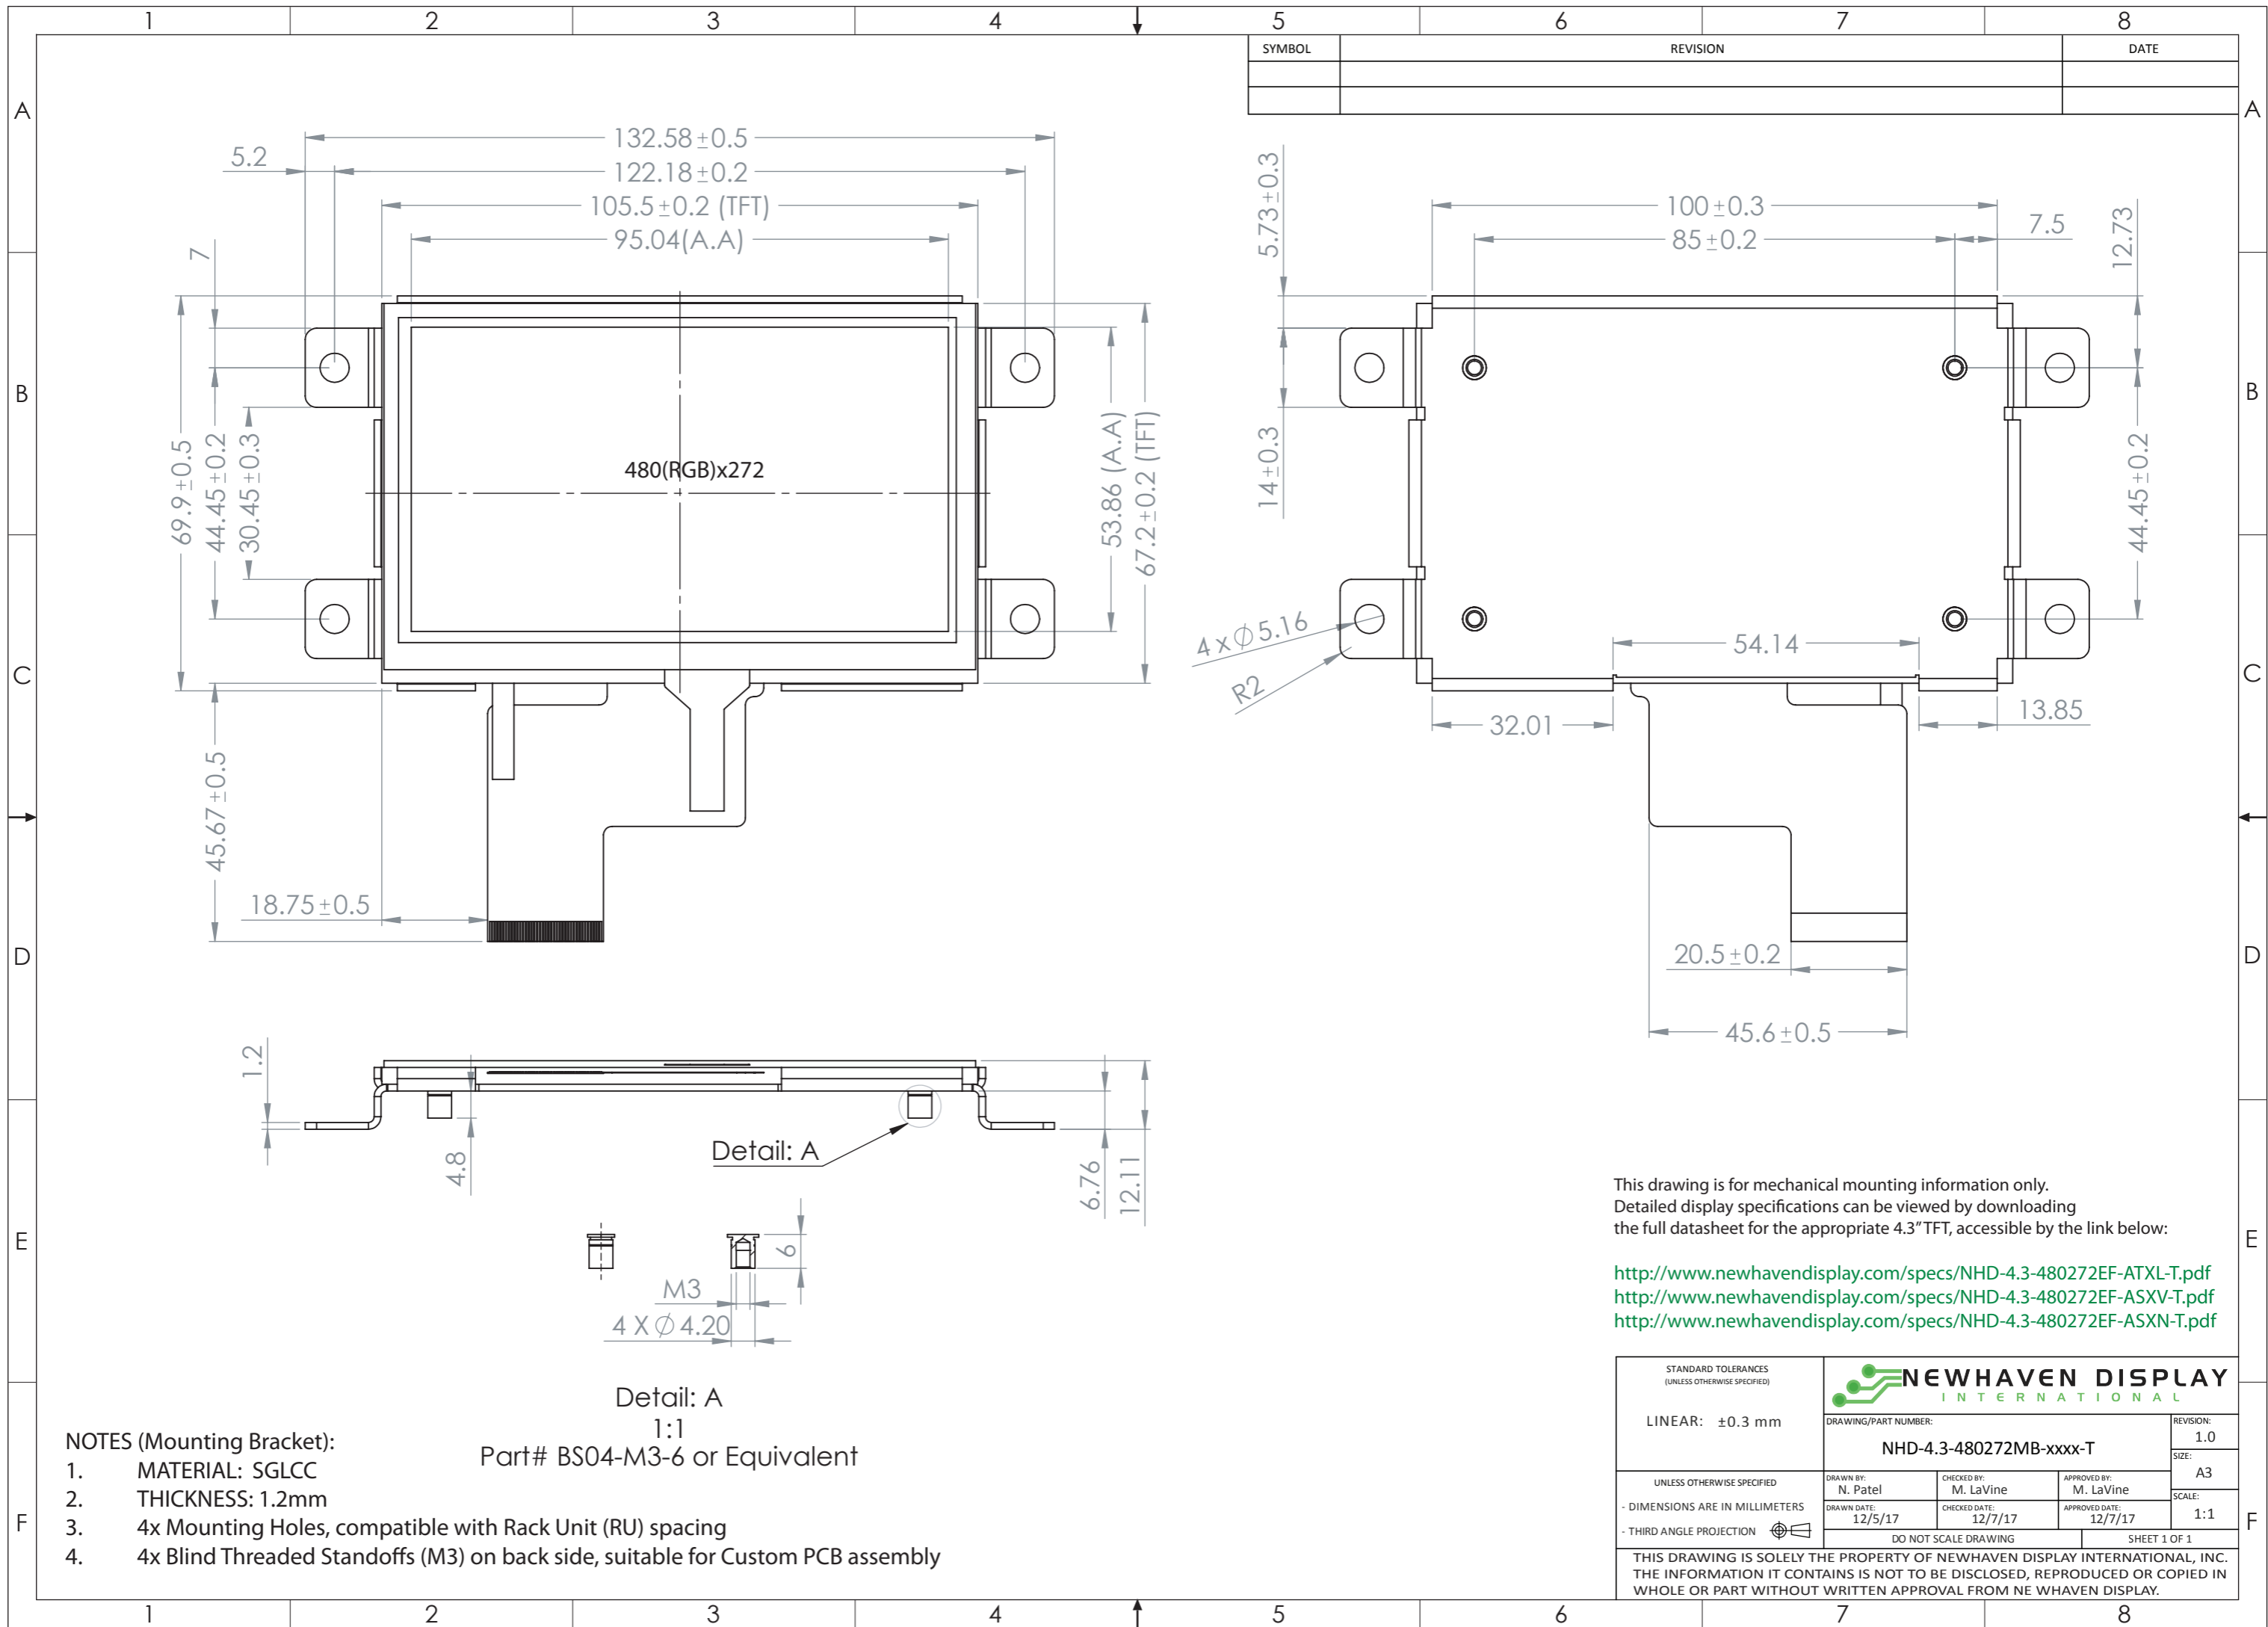 1 2 3 4 5 6 7 8
A
B
C
D
E
F
A
B
C
D
E
F
SYMBOL REVISION DATE
132.58±0.5
5.2
122.18±0.2
105.5±0.2 (TFT)
95.04(A.A)
7
69.9±0.5
44.45±0.2
30.45±0.3
480(RGB)x272
53.86 (A.A)
67.2±0.2 (TFT)
45.67±0.5
18.75±0.5
5.73±0.3
100±0.3
85±0.2
7.5
12.73
14±0.3
44.45±0.2
4 x Ø 5.16
R2
54.14
32.01
13.85
20.5±0.2
45.6±0.5
1.2
4.8
Detail: A
6.76
12.11
6
M3
4 X Ø 4.20
Detail: A
1:1
Part# BS04-M3-6 or Equivalent
NOTES (Mounting Bracket):
1. MATERIAL: SGLCC
2. THICKNESS: 1.2mm
3. 4x Mounting Holes, compatible with Rack Unit (RU) spacing
4. 4x Blind Threaded Standoffs (M3) on back side, suitable for Custom PCB assembly
This drawing is for mechanical mounting information only.
Detailed display specifications can be viewed by downloading
the full datasheet for the appropriate 4.3" TFT, accessible by the link below:
http://www.newhavendisplay.com/specs/NHD-4.3-480272EF-ATXL-T.pdf
http://www.newhavendisplay.com/specs/NHD-4.3-480272EF-ASXV-T.pdf
http://www.newhavendisplay.com/specs/NHD-4.3-480272EF-ASXN-T.pdf
STANDARD TOLERANCES
(UNLESS OTHERWISE SPECIFIED)
LINEAR: ±0.3 mm
NEWHAVEN DISPLAY
INTERNATIONAL
DRAWING/PART NUMBER:
NHD-4.3-480272MB-xxxx-T
REVISION:
1.0
SIZE:
A3
SCALE:
1:1
UNLESS OTHERWISE SPECIFIED
- DIMENSIONS ARE IN MILLIMETERS
- THIRD ANGLE PROJECTION
DRAWN BY:
N. Patel
CHECKED BY:
M. LaVine
APPROVED BY:
M. LaVine
DRAWN DATE:
12/5/17
CHECKED DATE:
12/7/17
APPROVED DATE:
12/7/17
DO NOT SCALE DRAWING
SHEET 1 OF 1
THIS DRAWING IS SOLELY THE PROPERTY OF NEWHAVEN DISPLAY INTERNATIONAL, INC.
THE INFORMATION IT CONTAINS IS NOT TO BE DISCLOSED, REPRODUCED OR COPIED IN
WHOLE OR PART WITHOUT WRITTEN APPROVAL FROM NE WHAVEN DISPLAY.
1 2 3 4 5 6 7 8